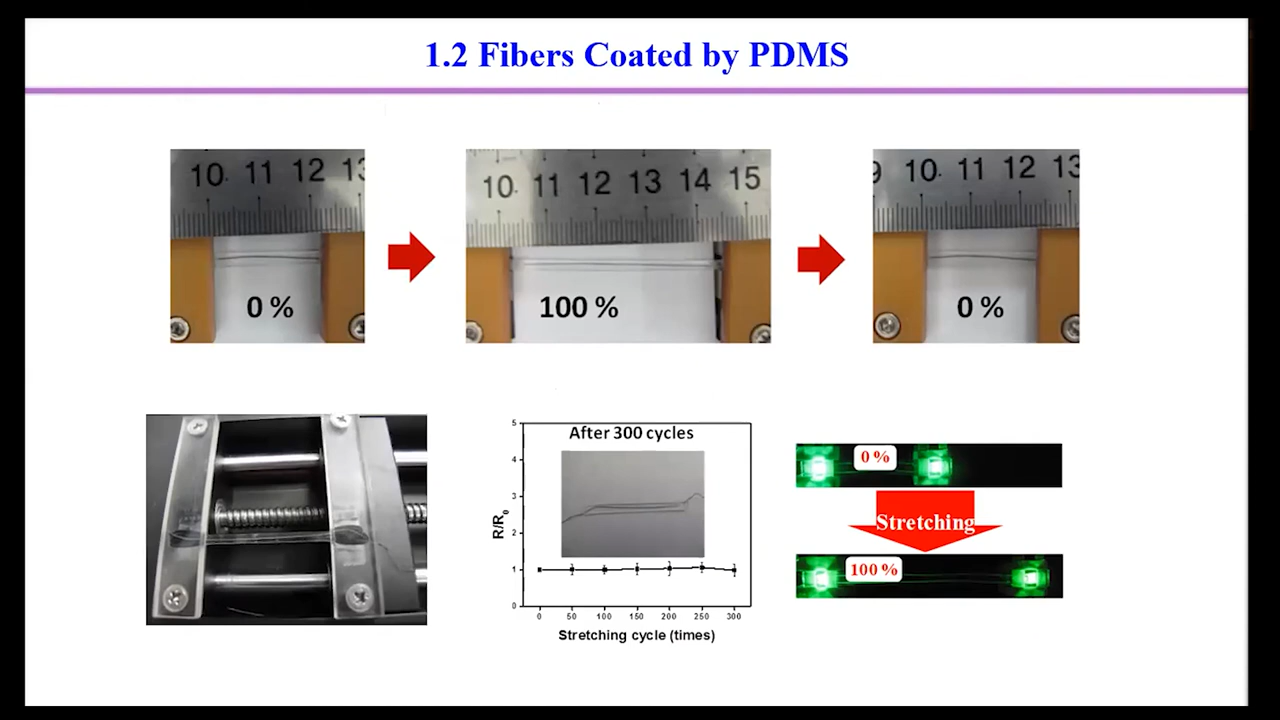 1.2 Fibers Coated by PDMS
10 11 12 13
0 %
10 11 12 13 14 15
100 %
9 10 11 12 13
0 %
After 300 cycles
5
4
3
2
1
0
R/R0
0 50 100 150 200 250 300
Stretching cycle (times)
0 %
Stretching
100 %